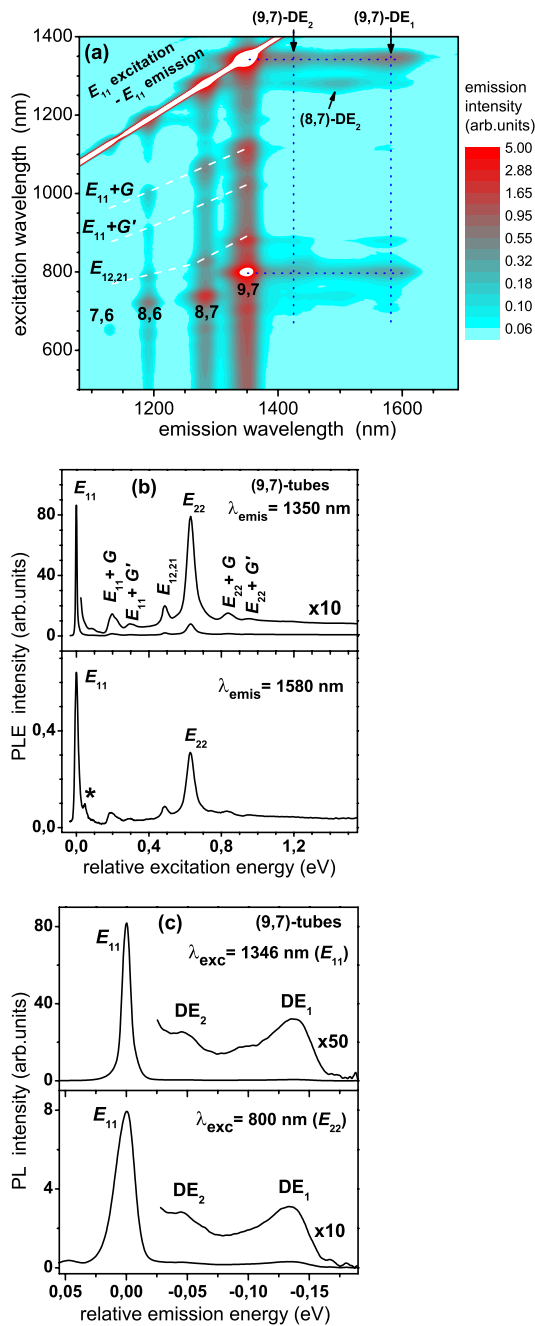 (9,7)-DE2 (9,7)-DE1
1400
(a)
E11 excitation
- E11 emission
emission
intensity
(arb.units)
(8,7)-DE2
1200
5.00
2.88
1.65
0.95
0.55
0.32
0.18
0.10
0.06
E11+G
1000
E11+G′
excitation wavelength (nm)
E12,21
800
7,6 8,6 8,7 9,7
600
1200 1400 1600
emission wavelength (nm)
(b) (9,7)-tubes
E11
λemis= 1350 nm
80
E22
E11 + G
E11 + G′
E12,21
E22 + G
E22 + G′
40
x10
0
PLE intensity (arb.units)
E11
λemis= 1580 nm
0,4
E22
*
0,0
0,0 0,4 0,8 1,2
relative excitation energy (eV)
(c) (9,7)-tubes
80
E11
λexc= 1346 nm (E11)
40
DE2 DE1
x50
0
PL intensity (arb.units)
8
E11
λexc= 800 nm (E22)
4
DE2 DE1
x10
0
0,05 0,00 -0,05 -0,10 -0,15
relative emission energy (eV)